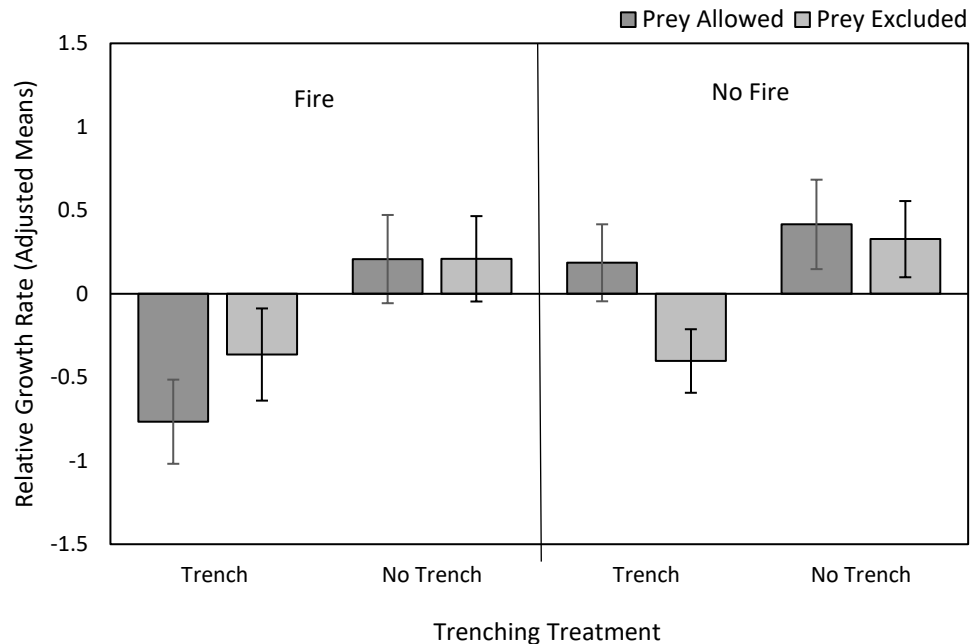 Prey Allowed Prey Excluded
1.5
1
0.5
0
-0.5
-1
-1.5
Relative Growth Rate (Adjusted Means)
Fire
No Fire
Trench No Trench Trench No Trench
Trenching Treatment